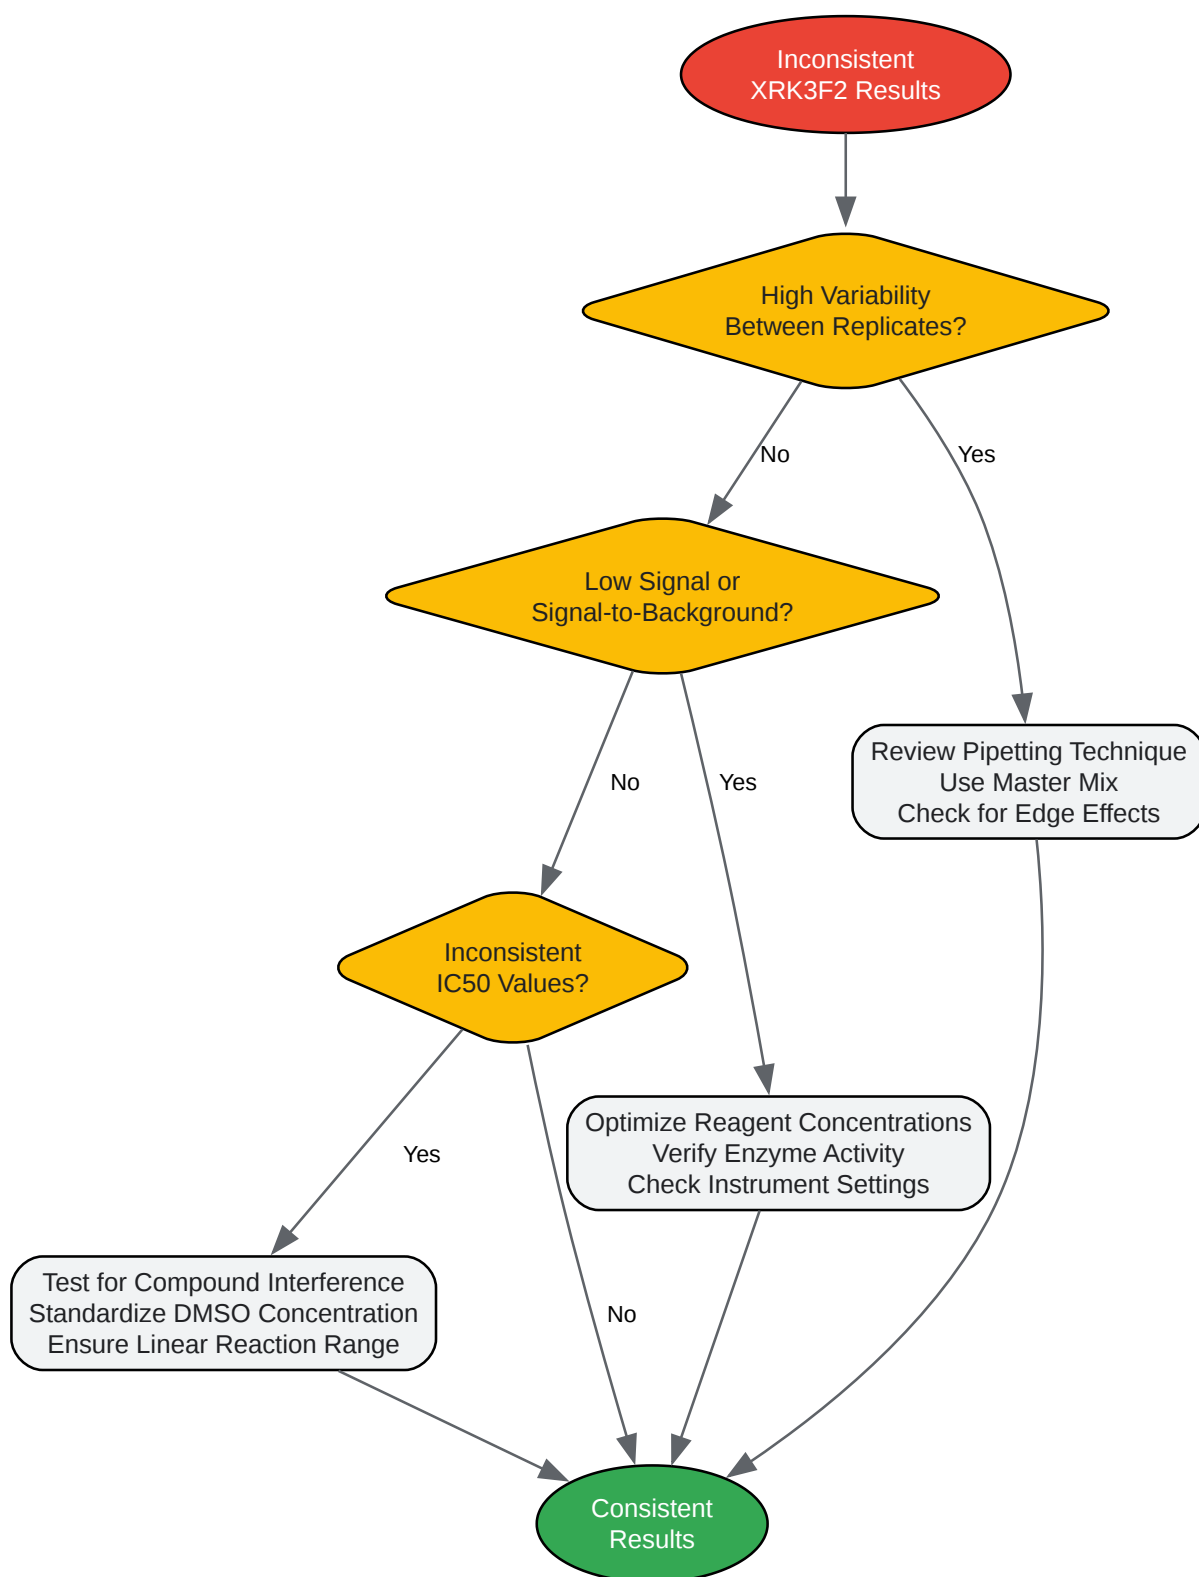 Inconsistent
XRK3F2 Results
High Variability
Between Replicates?
No
Yes
Low Signal or
Signal-to-Background?
No
Yes
Review Pipetting Technique
Use Master Mix
Check for Edge Effects
Inconsistent
IC50 Values?
Yes
No
Optimize Reagent Concentrations
Verify Enzyme Activity
Check Instrument Settings
Test for Compound Interference
Standardize DMSO Concentration
Ensure Linear Reaction Range
Consistent
Results